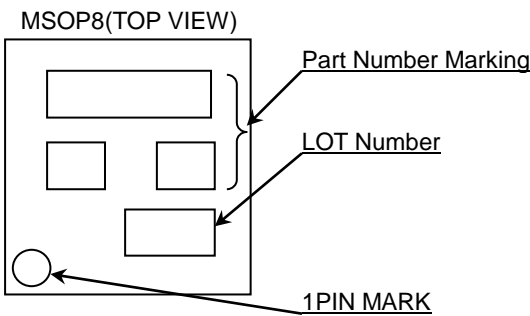 MSOP8(TOP VIEW)
Part Number Marking
LOT Number
1PIN MARK